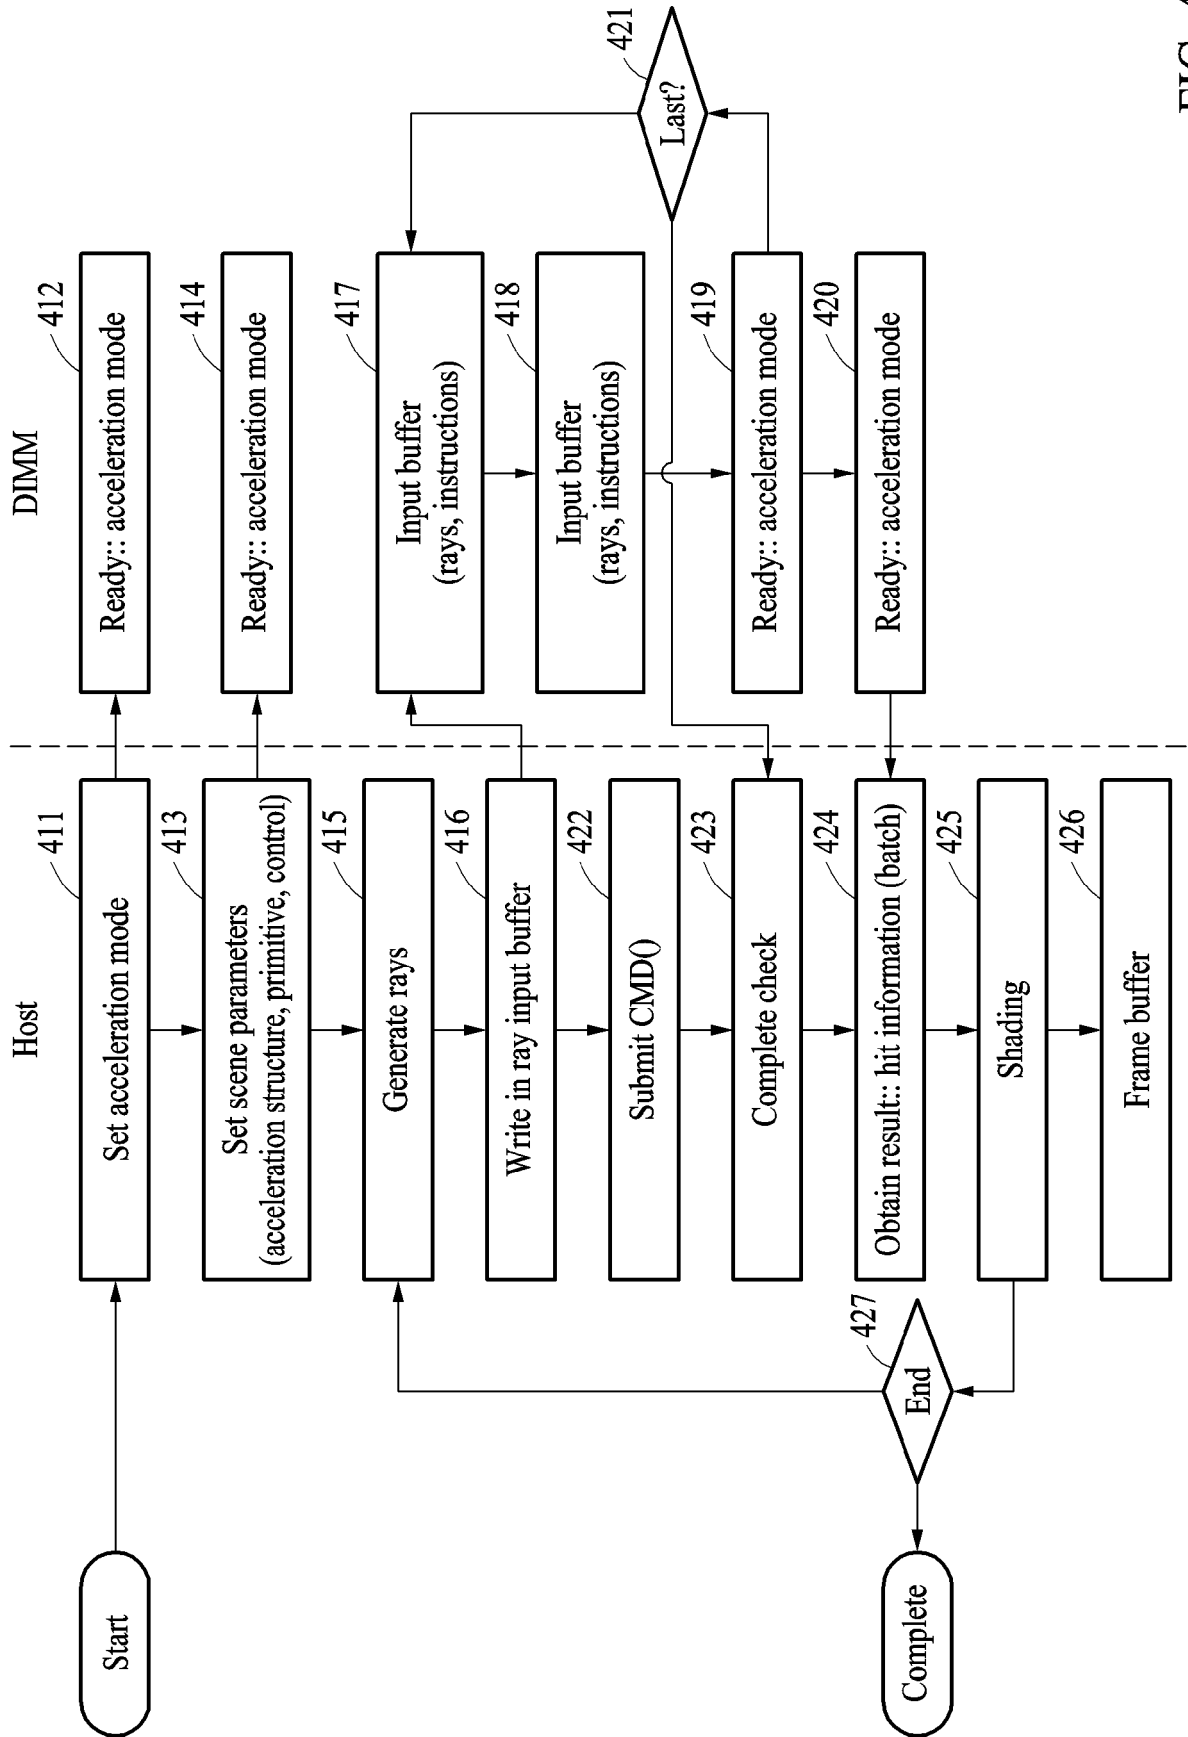 Host
DIMM
Start
411
Set acceleration mode
412
Ready:: acceleration mode
413
Set scene parameters
(acceleration structure, primitive, control)
414
Ready:: acceleration mode
415
Generate rays
416
Write in ray input buffer
417
Input buffer
(rays, instructions)
418
Input buffer
(rays, instructions)
422
Submit CMD()
421
Last?
423
Complete check
419
Ready:: acceleration mode
427
End
Complete
424
Obtain result:: hit information (batch)
420
Ready:: acceleration mode
425
Shading
426
Frame buffer
FIG.